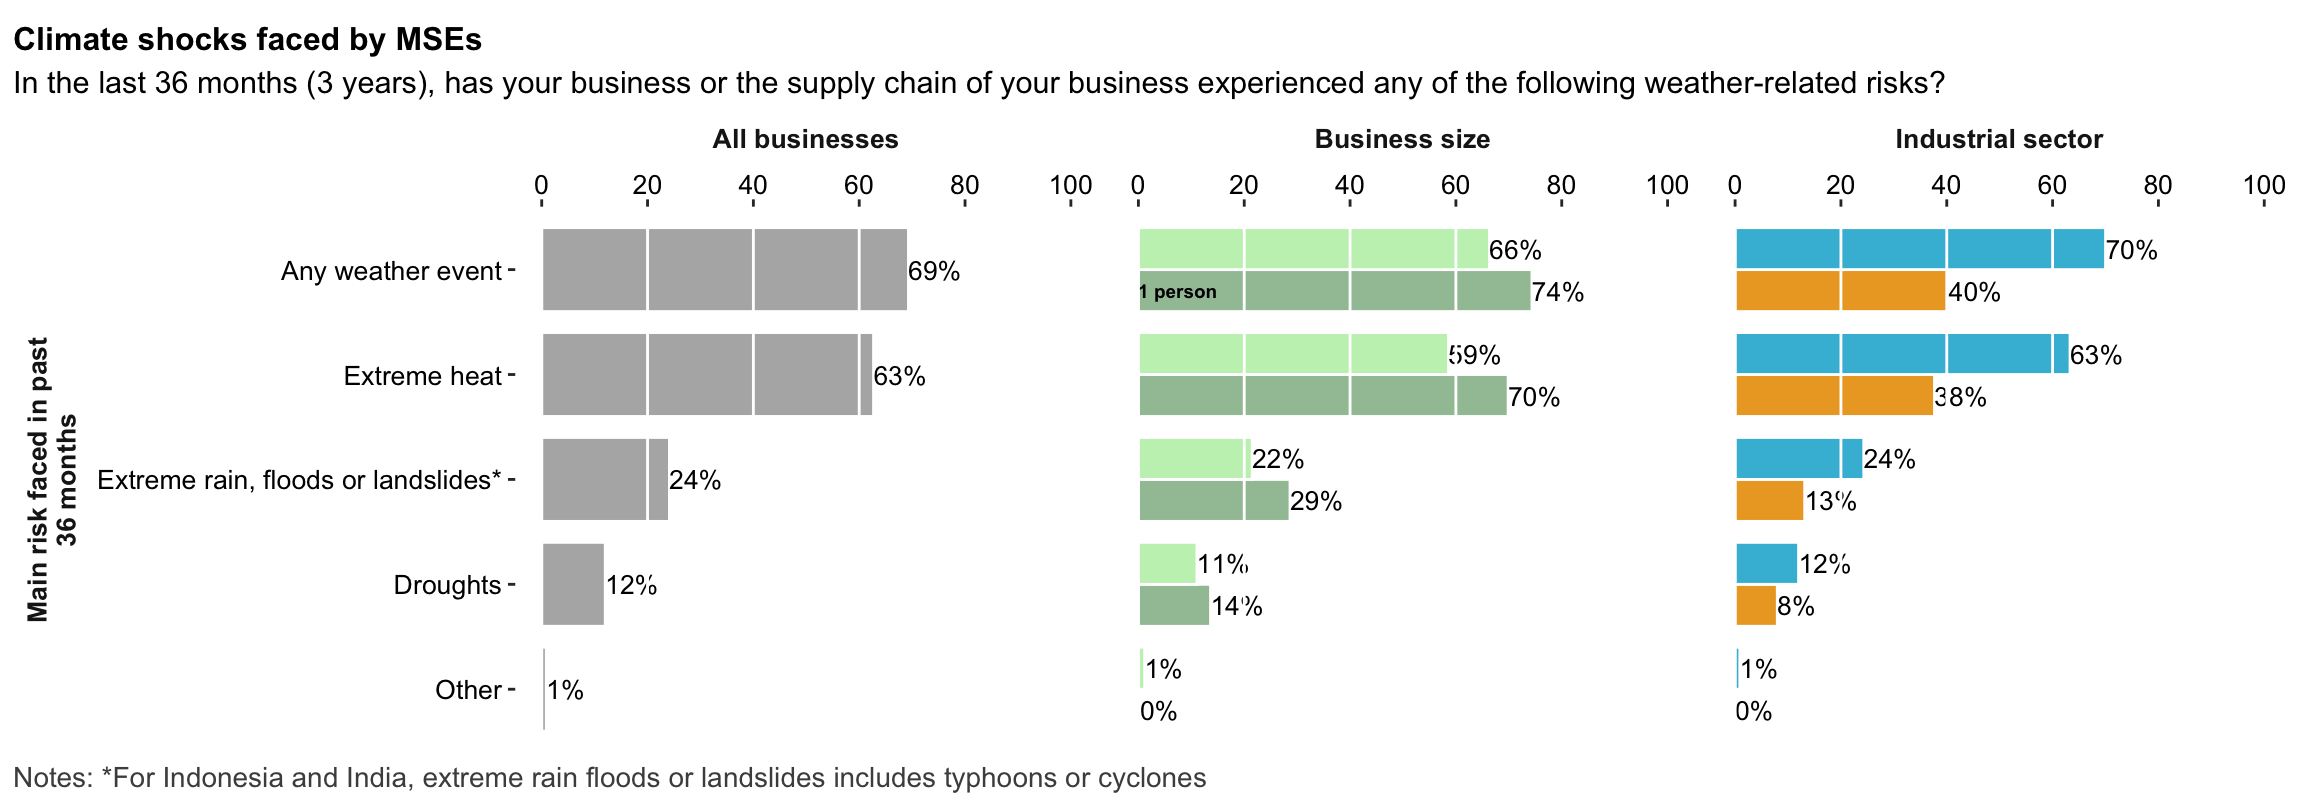 Climate shocks faced by MSEs
In the last 36 months (3 years), has your business or the supply chain of your business experienced any of the following weather-related risks?
All businesses
Business size
Industrial sector
0 20 40 60 80 100
0 20 40 60 80 100
0 20 40 60 80 100
Main risk faced in past
36 months
Any weather event
69%
66%
1 person
74%
70%
40%
Extreme heat
63%
59%
70%
63%
38%
Extreme rain, floods or landslides*
24%
22%
29%
24%
13%
Droughts
12%
11%
14%
12%
8%
Other
1%
1%
0%
1%
0%
Notes: *For Indonesia and India, extreme rain floods or landslides includes typhoons or cyclones